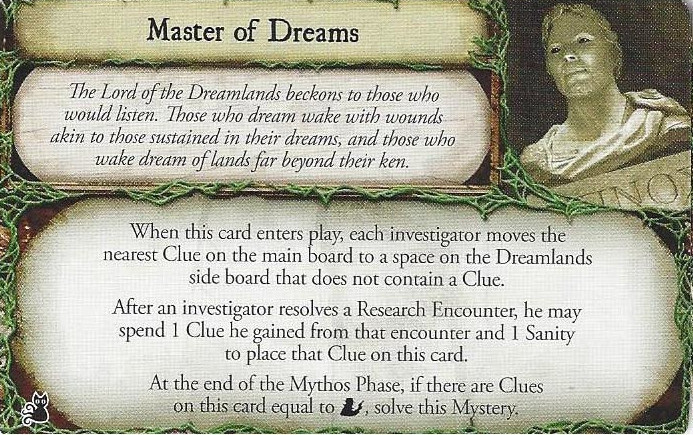 Master of Dreams
The Lord of the Dreamlands beckons to those who
would listen. Those who dream wake with wounds
akin to those sustained in their dreams, and those who
wake dream of lands far beyond their ken.
NO
When this card enters play, each investigator moves the
nearest Clue on the main board to a space on the Dreamlands
side board that does not contain a Clue.
After an investigator resolves a Research Encounter, he may
spend 1 Clue he gained from that encounter and 1 Sanity
to place that Clue on this card.
At the end of the Mythos Phase, if there are Clues
on this card equal to , solve this Mystery.